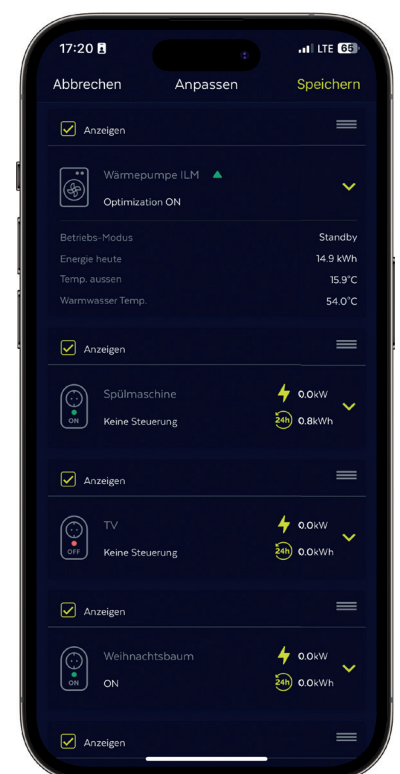 17:20 LTE 65
Abbrechen Anpassen Speichern
Anzeigen
Wärmepumpe ILM
Optimization ON
Betriebs-Modus Standby
Energie heute 14.9 kWh
Temp. aussen 15.9°C
Warmwasser Temp. 54.0°C
Anzeigen
Spülmaschine 0.0kW
ON Keine Steuerung 24h 0.8kWh
Anzeigen
TV 0.0kW
OFF Keine Steuerung 24h 0.0kWh
Anzeigen
Weihnachtsbaum 0.0kW
ON ON 24h 0.0kWh
Anzeigen